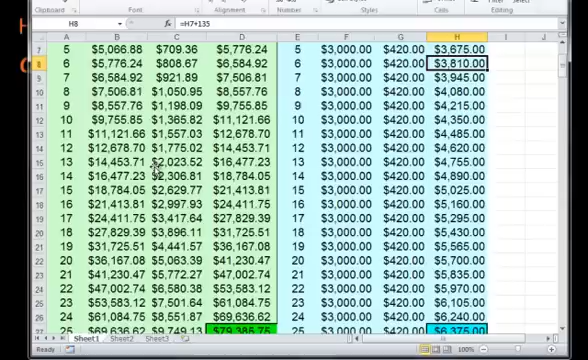 Clipboard Font Alignment Number Styles Cells Editing
H8 =H7+135
A B C D E F G H I J
7 5 $5,066.88 $709.36 $5,776.24 5 $3,000.00 $420.00 $3,675.00
8 6 $5,776.24 $808.67 $6,584.92 6 $3,000.00 $420.00 $3,810.00
9 7 $6,584.92 $921.89 $7,506.81 7 $3,000.00 $420.00 $3,945.00
10 8 $7,506.81 $1,050.95 $8,557.76 8 $3,000.00 $420.00 $4,080.00
11 9 $8,557.76 $1,198.09 $9,755.85 9 $3,000.00 $420.00 $4,215.00
12 10 $9,755.85 $1,365.82 $11,121.66 10 $3,000.00 $420.00 $4,350.00
13 11 $11,121.66 $1,557.03 $12,678.70 11 $3,000.00 $420.00 $4,485.00
14 12 $12,678.70 $1,775.02 $14,453.71 12 $3,000.00 $420.00 $4,620.00
15 13 $14,453.71 $2,023.52 $16,477.23 13 $3,000.00 $420.00 $4,755.00
16 14 $16,477.23 $2,306.81 $18,784.05 14 $3,000.00 $420.00 $4,890.00
17 15 $18,784.05 $2,629.77 $21,413.81 15 $3,000.00 $420.00 $5,025.00
18 16 $21,413.81 $2,997.93 $24,411.75 16 $3,000.00 $420.00 $5,160.00
19 17 $24,411.75 $3,417.64 $27,829.39 17 $3,000.00 $420.00 $5,295.00
20 18 $27,829.39 $3,896.11 $31,725.51 18 $3,000.00 $420.00 $5,430.00
21 19 $31,725.51 $4,441.57 $36,167.08 19 $3,000.00 $420.00 $5,565.00
22 20 $36,167.08 $5,063.39 $41,230.47 20 $3,000.00 $420.00 $5,700.00
23 21 $41,230.47 $5,772.27 $47,002.74 21 $3,000.00 $420.00 $5,835.00
24 22 $47,002.74 $6,580.38 $53,583.12 22 $3,000.00 $420.00 $5,970.00
25 23 $53,583.12 $7,501.64 $61,084.75 23 $3,000.00 $420.00 $6,105.00
26 24 $61,084.75 $8,551.87 $69,636.62 24 $3,000.00 $420.00 $6,240.00
27 25 $69,636.62 $9,749.13 $79,385.75 25 $3,000.00 $420.00 $6,375.00
Sheet1 Sheet2 Sheet3
Ready 100%